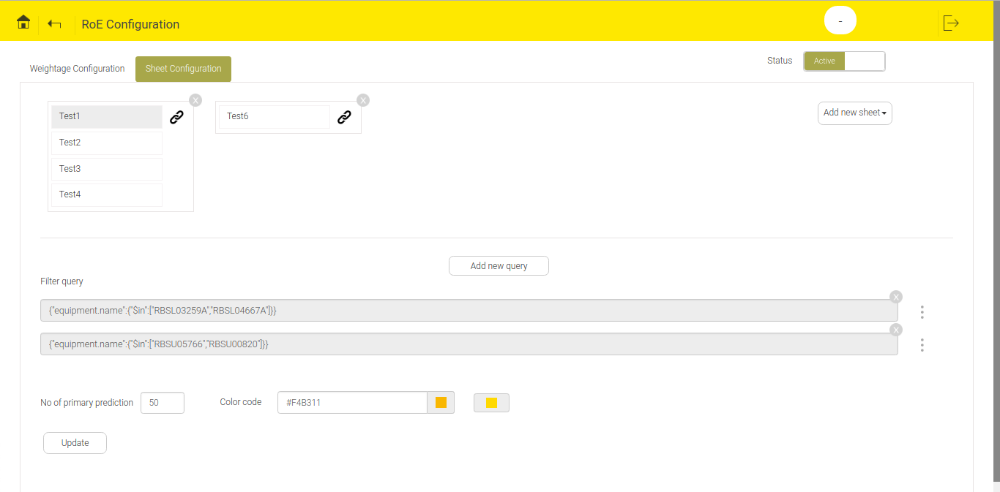 RoE Configuration
-
Weightage Configuration
Sheet Configuration
Status
Active
X
X
Test1
Test6
Add new sheet
Test2
Test3
Test4
Add new query
Filter query
X
{"equipment.name":{"$in":["RBSL03259A","RBSL04667A"]}}
X
{"equipment.name":{"$in":["RBSU05766","RBSU00820"]}}
No of primary prediction
50
Color code
#F4B311
Update